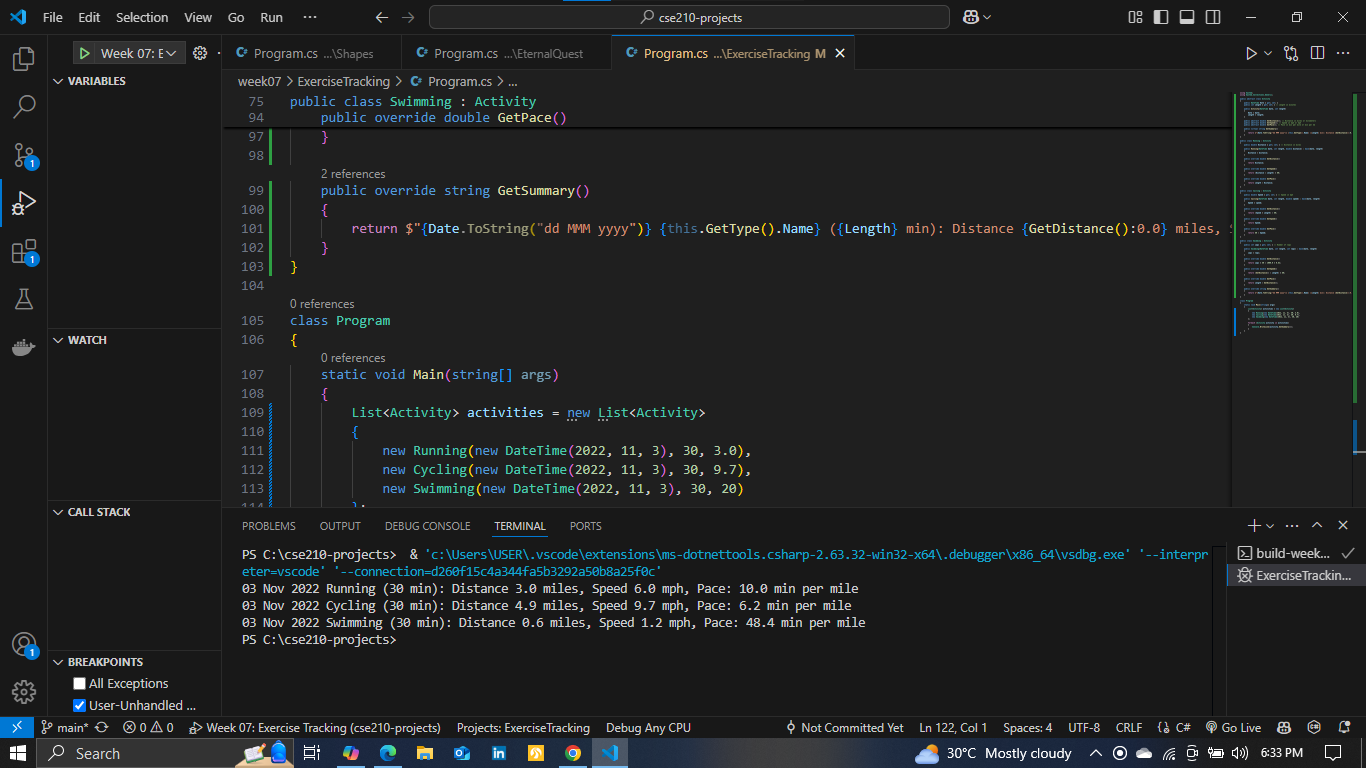 File Edit Selection View Go Run ··· cse210-projects
Week 07: E
Program.cs ...\Shapes Program.cs ...\EternalQuest Program.cs ...\ExerciseTracking M
week07 > ExerciseTracking > Program.cs > ...
VARIABLES
WATCH
CALL STACK
BREAKPOINTS
All Exceptions
User-Unhandled ...
1
1
1
75 public class Swimming : Activity
94 public override double GetPace()
97 }
98
2 references
99 public override string GetSummary()
100 {
101 return $"{Date.ToString("dd MMM yyyy")} {this.GetType().Name} ({Length} min): Distance {GetDistance():0.0} miles, S
102 }
103 }
104
0 references
105 class Program
106 {
0 references
107 static void Main(string[] args)
108 {
109 List<Activity> activities = new List<Activity>
110 {
111 new Running(new DateTime(2022, 11, 3), 30, 3.0),
112 new Cycling(new DateTime(2022, 11, 3), 30, 9.7),
113 new Swimming(new DateTime(2022, 11, 3), 30, 20)
114 };
PROBLEMS OUTPUT DEBUG CONSOLE TERMINAL PORTS
PS C:\cse210-projects> & 'c:\Users\USER\.vscode\extensions\ms-dotnettools.csharp-2.63.32-win32-x64\.debugger\x86_64\vsdbg.exe' '--interpr
eter=vscode' '--connection=d260f15c4a344fa5b3292a50b8a25f0c'
03 Nov 2022 Running (30 min): Distance 3.0 miles, Speed 6.0 mph, Pace: 10.0 min per mile
03 Nov 2022 Cycling (30 min): Distance 4.9 miles, Speed 9.7 mph, Pace: 6.2 min per mile
03 Nov 2022 Swimming (30 min): Distance 0.6 miles, Speed 1.2 mph, Pace: 48.4 min per mile
PS C:\cse210-projects>
build-week...
ExerciseTrackin...
main* 0 0 Week 07: Exercise Tracking (cse210-projects) Projects: ExerciseTracking Debug Any CPU Not Committed Yet Ln 122, Col 1 Spaces: 4 UTF-8 CRLF {} C# Go Live
Search 30°C Mostly cloudy 6:33 PM